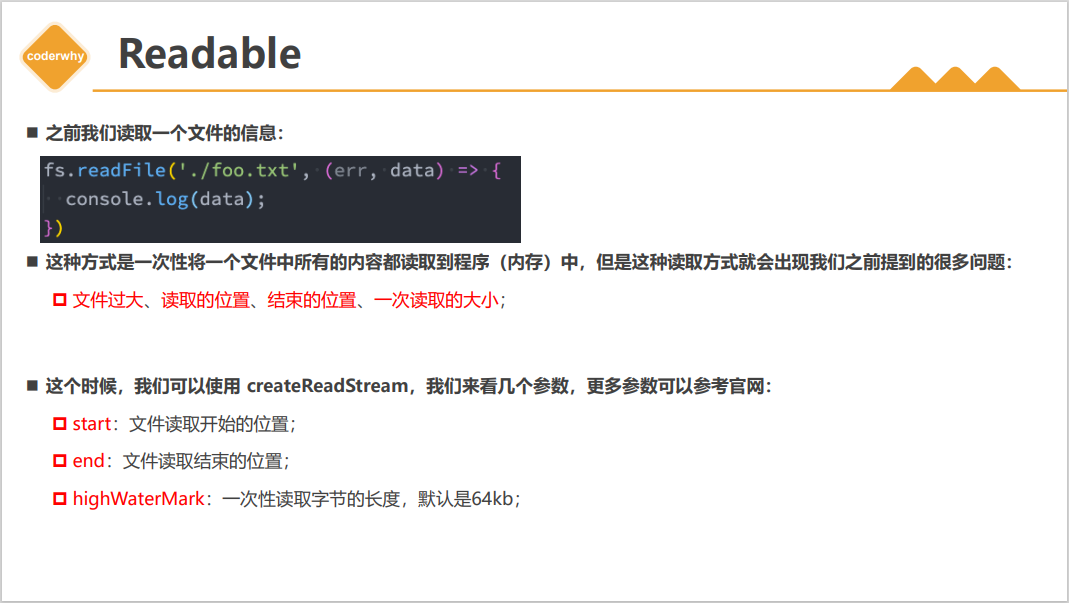 coderwhy
Readable
之前我们读取一个文件的信息：
fs.readFile('./foo.txt', (err, data) => {
  console.log(data);
})
这种方式是一次性将一个文件中所有的内容都读取到程序（内存）中，但是这种读取方式就会出现我们之前提到的很多问题：
文件过大、读取的位置、结束的位置、一次读取的大小；
这个时候，我们可以使用 createReadStream，我们来看几个参数，更多参数可以参考官网：
start：文件读取开始的位置；
end：文件读取结束的位置；
highWaterMark：一次性读取字节的长度，默认是64kb；